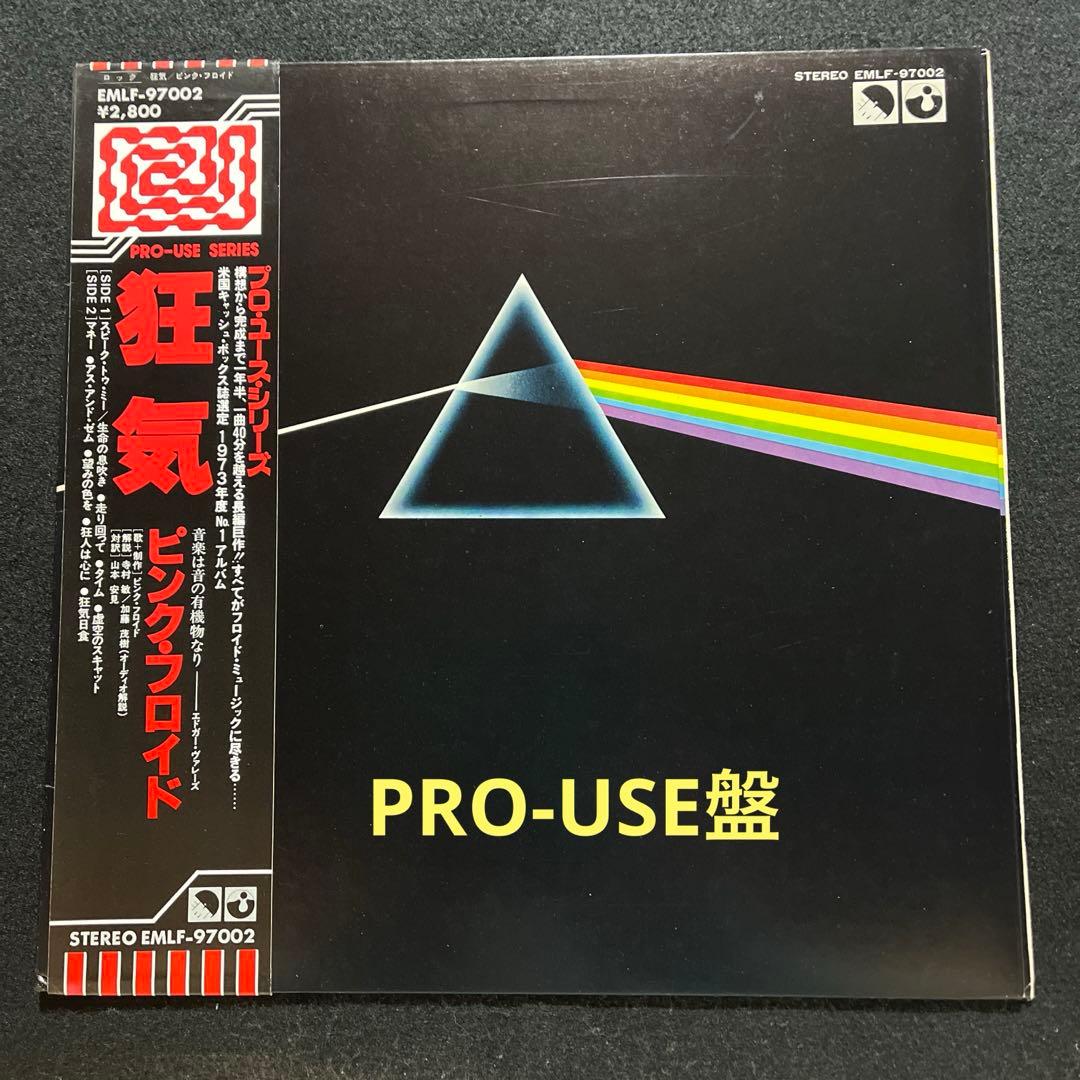 ロック 狂気/ピンク・フロイド
EMLF-97002
¥2,800
PRO-USE SERIES
プロ・ユース・シリーズ
構想から完成まで一年半、一曲40分を越える長編巨作!!すべてがフロイド・ミュージックに尽きる……
米国キャッシュ・ボックス誌選定 1973年度No.1アルバム
狂気
音楽は音の有機物なり——エドガー・ヴァレーズ
ピンク・フロイド
[歌+制作]ピンク・フロイド
[解説]寺村 敏/加藤 茂樹(オーディオ解説)
[対訳]山本 安見
[SIDE 1]スピーク・トゥ・ミー/生命の息吹き●走り回って●タイム●虚空のスキャット
[SIDE 2]マネー●アス・アンド・ゼム●望みの色を●狂人は心に●狂気日食
STEREO EMLF-97002
STEREO EMLF-97002
PRO-USE盤